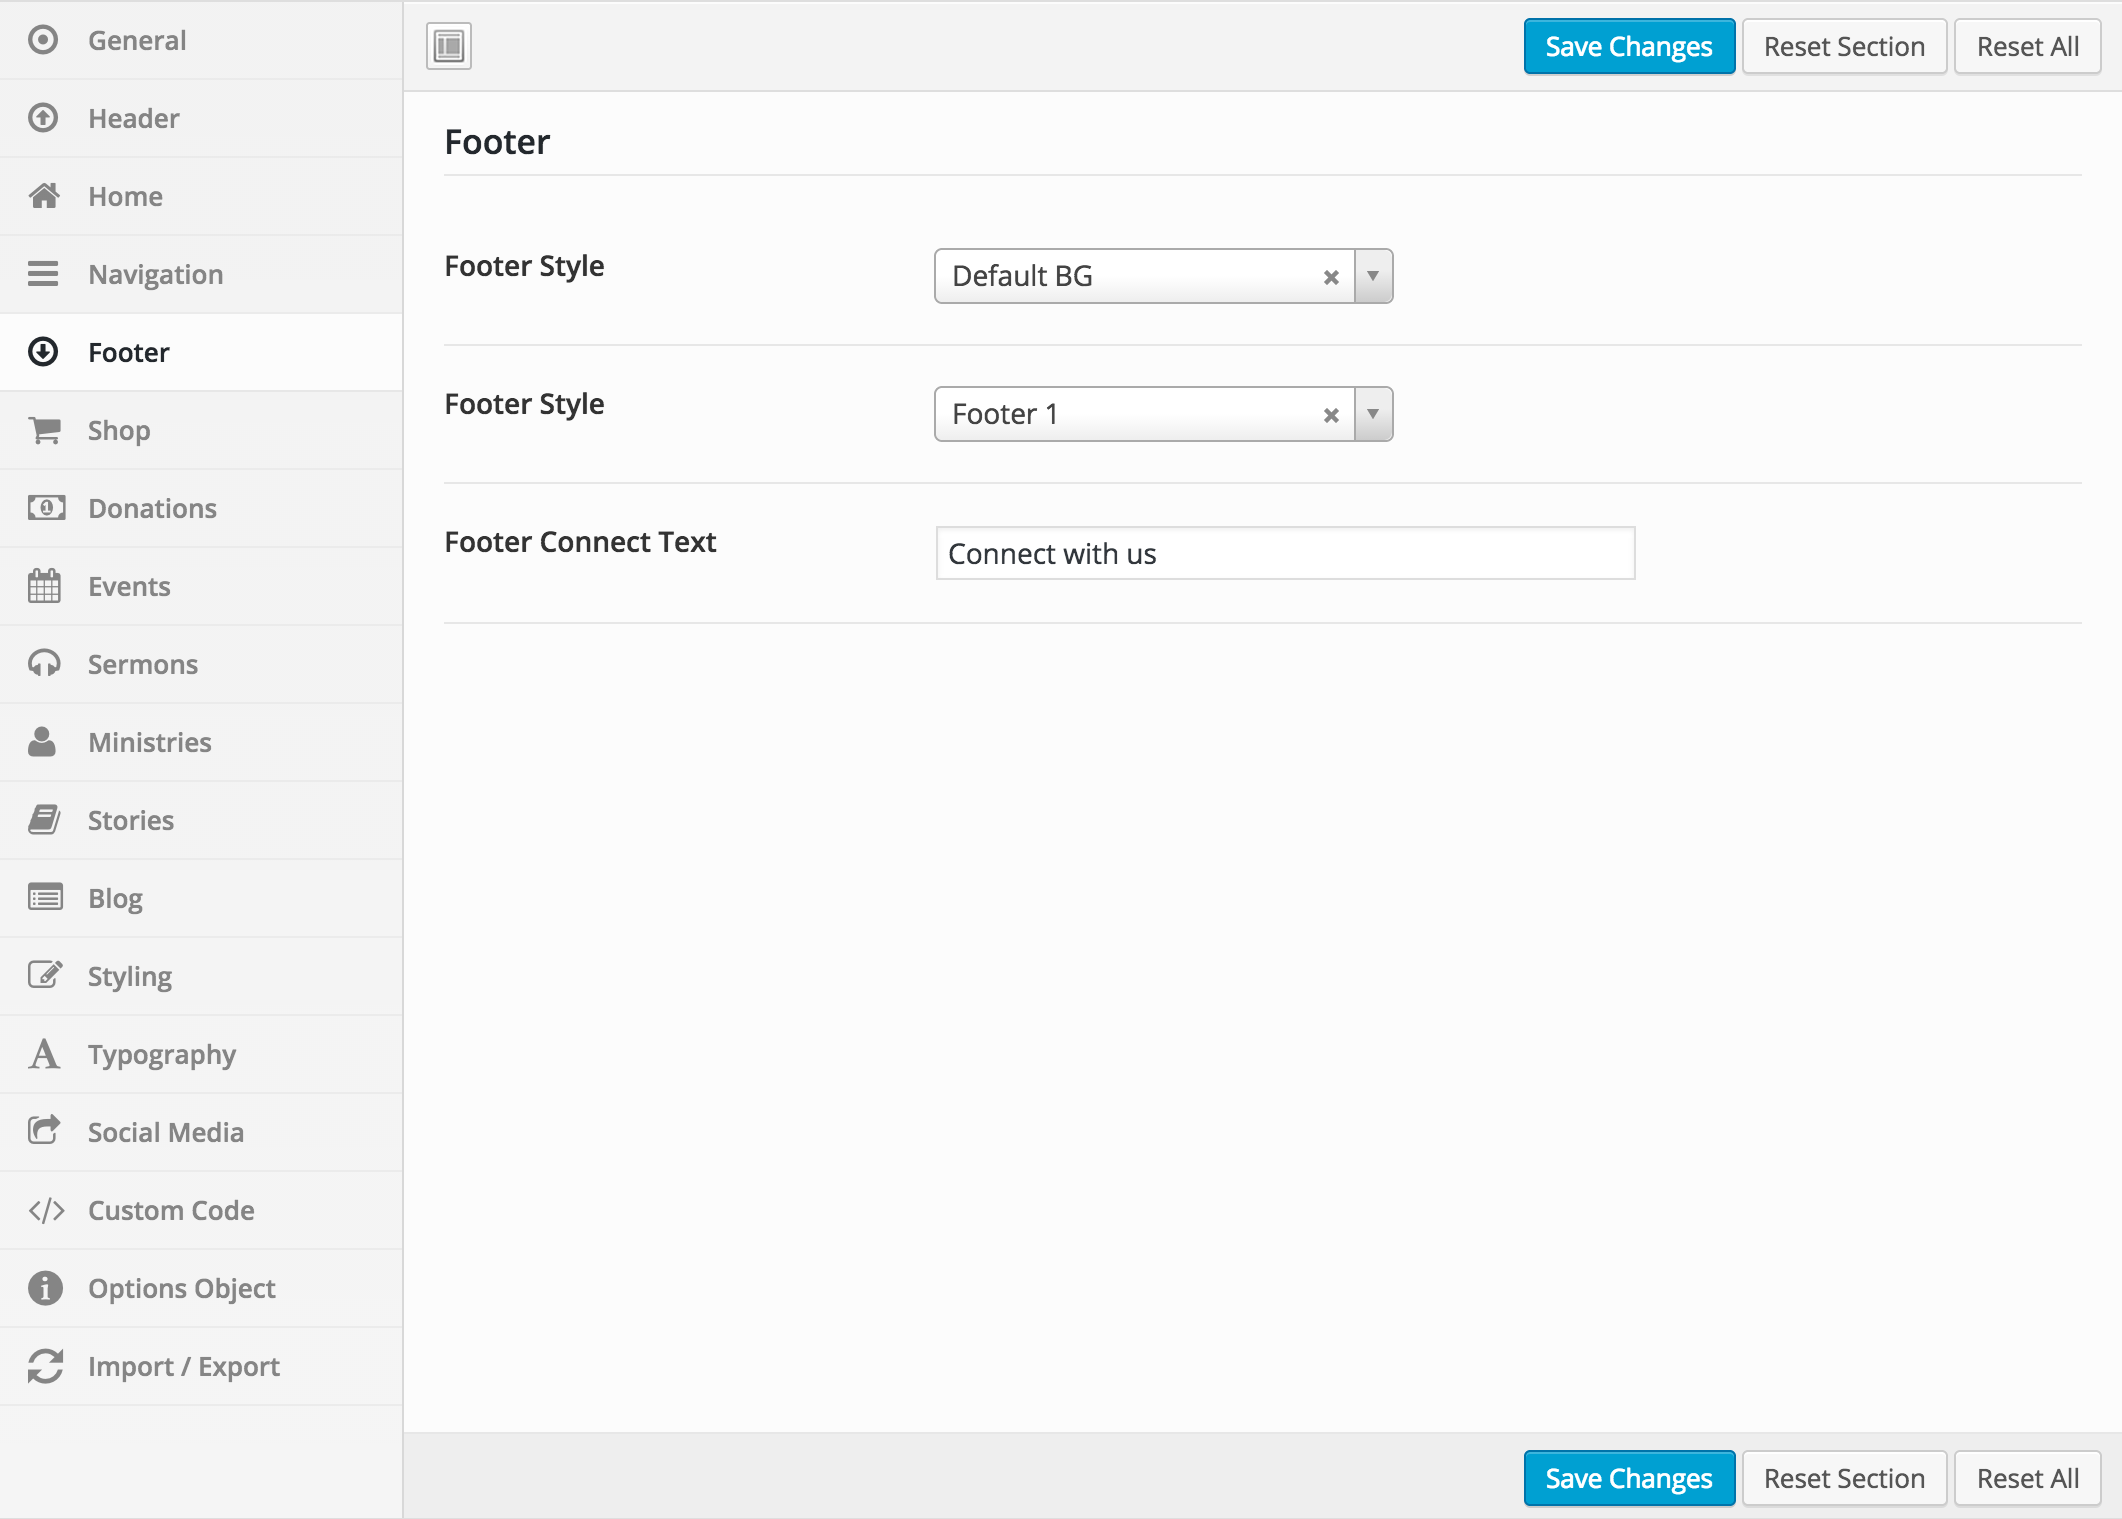 General
Header
Home
Navigation
Footer
Shop
Donations
Events
Sermons
Ministries
Stories
Blog
Styling
Typography
Social Media
Custom Code
Options Object
Import / Export
Save Changes
Reset Section
Reset All
Footer
Footer Style
Default BG
Footer Style
Footer 1
Footer Connect Text
Connect with us
Save Changes
Reset Section
Reset All